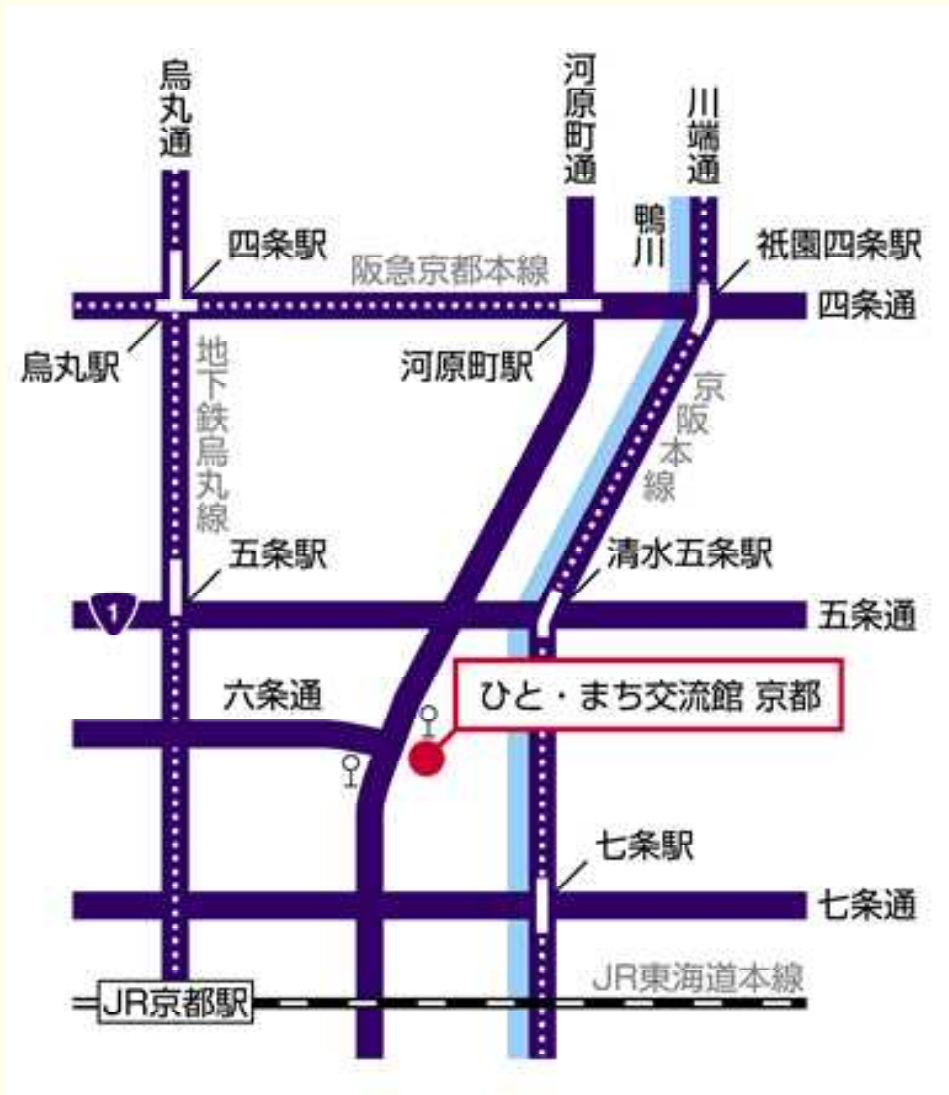 烏丸通
河原町通
川端通
鴨川
四条駅
祇園四条駅
阪急京都本線
四条通
烏丸駅
河原町駅
地下鉄烏丸線
京阪本線
五条駅
清水五条駅
1
五条通
六条通
ひと・まち交流館 京都
七条駅
七条通
JR東海道本線
JR京都駅